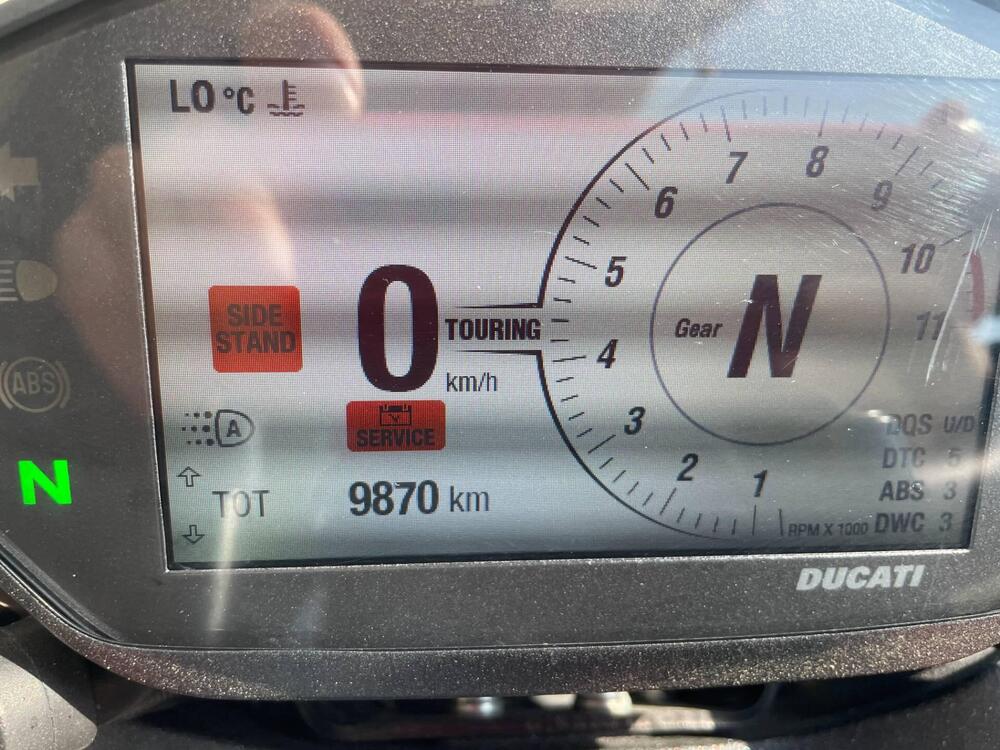 LO °C
SIDE
STAND
0
km/h
TOURING
SERVICE
A
TOT
9870 km
ABS
N
1
2
3
4
5
6
7
8
9
10
11
Gear N
RPM X 1000
DQS U/D
DTC 5
ABS 3
DWC 3
DUCATI